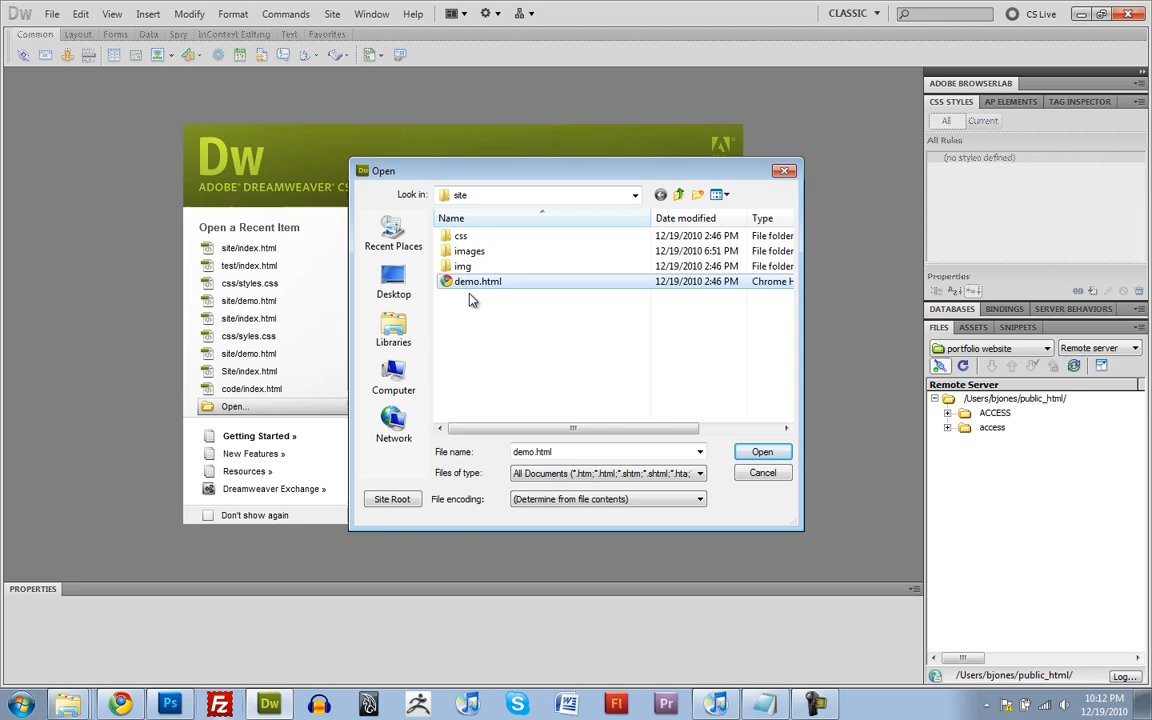 Dw File Edit View Insert Modify Format Commands Site Window Help CLASSIC CS Live
Common Layout Forms Data Spry InContext Editing Text Favorites
Dw
ADOBE® DREAMWEAVER® CS
Open a Recent Item
site/index.html
test/index.html
css/styles.css
site/demo.html
site/index.html
css/syles.css
site/demo.html
Site/index.html
code/index.html
Open...
Getting Started »
New Features »
Resources »
Dreamweaver Exchange »
Don't show again
Open
Look in: site
Recent Places
Desktop
Libraries
Computer
Network
Name Date modified Type
css 12/19/2010 2:46 PM File folder
images 12/19/2010 6:51 PM File folder
img 12/19/2010 2:46 PM File folder
demo.html 12/19/2010 2:46 PM Chrome H
File name: demo.html Open
Files of type: All Documents (*.htm;*.html;*.shtm;*.shtml;*.hta; Cancel
Site Root File encoding: (Determine from file contents)
ADOBE BROWSERLAB
CSS STYLES AP ELEMENTS TAG INSPECTOR
All Current
All Rules
(no styles defined)
Properties
DATABASES BINDINGS SERVER BEHAVIORS
FILES ASSETS SNIPPETS
portfolio website Remote server
Remote Server
/Users/bjones/public_html/
ACCESS
access
/Users/bjones/public_html/ Log...
PROPERTIES
Ps Fz Dw Fl Pr
10:12 PM
12/19/2010